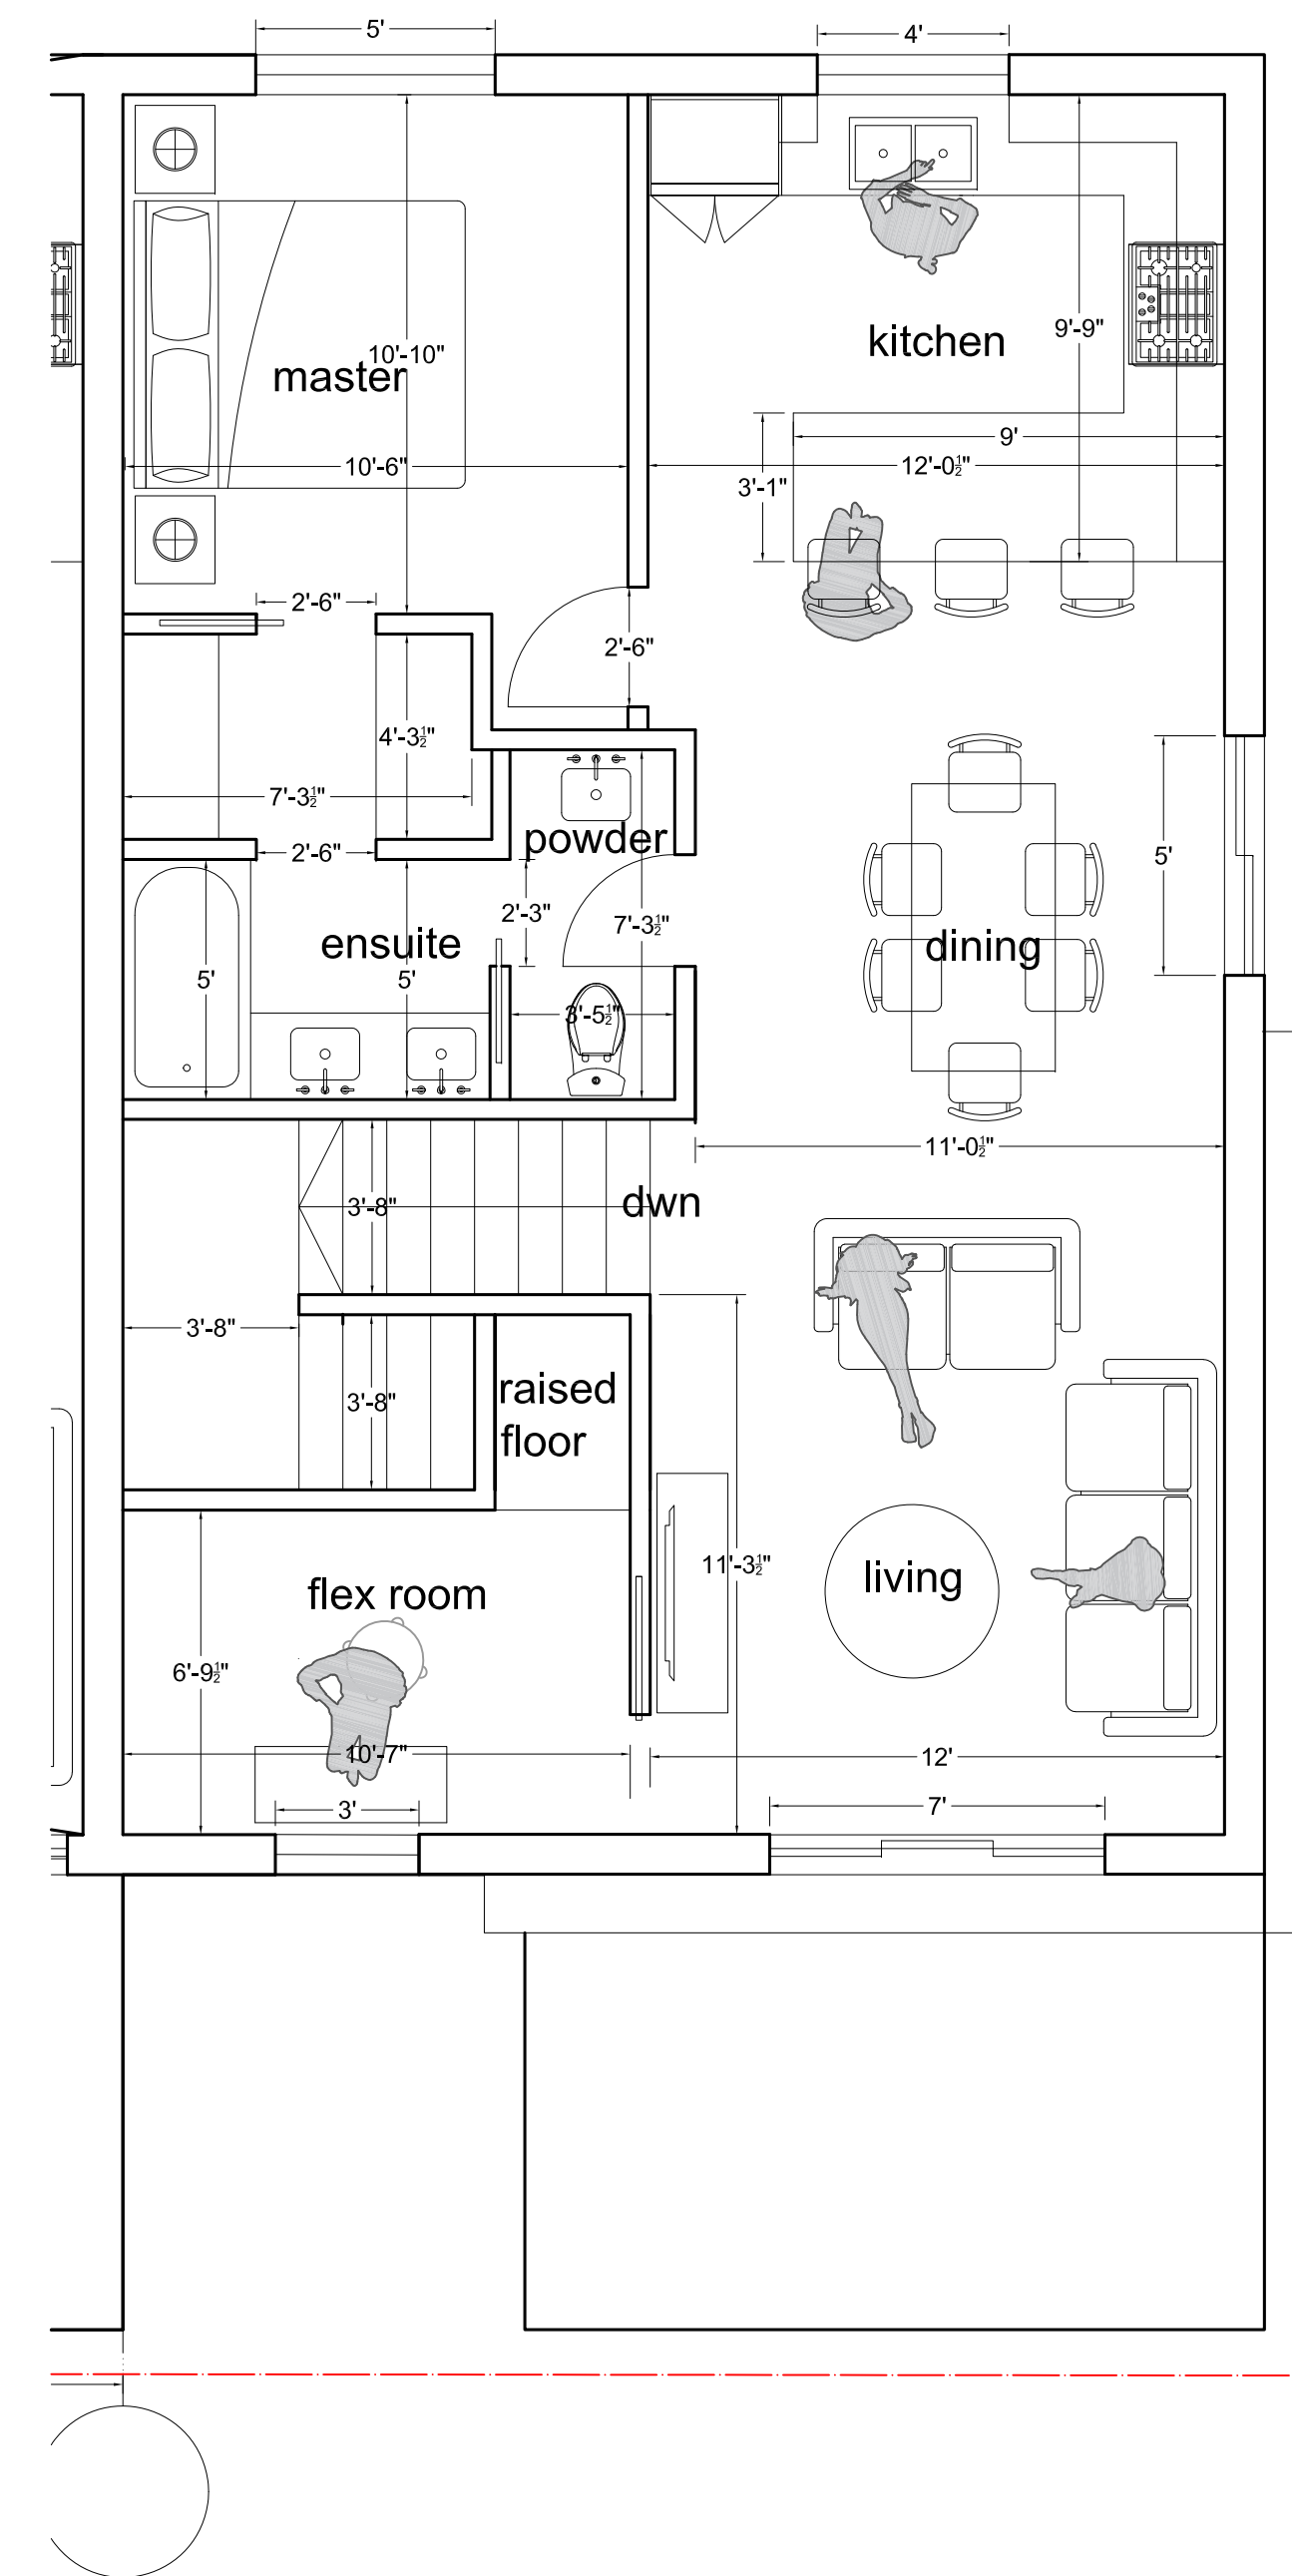 5'
4'
10'-10"
master
kitchen
9'-9"
9'
10'-6"
12'-0½"
3'-1"
2'-6"
2'-6"
4'-3½"
7'-3½"
2'-6"
powder
5'
2'-3"
7'-3½"
ensuite
dining
5'
5'
3'-5½"
11'-0½"
3'-8"
dwn
3'-8"
3'-8"
raised
floor
11'-3½"
living
flex room
6'-9½"
10'-7"
12'
3'
7'